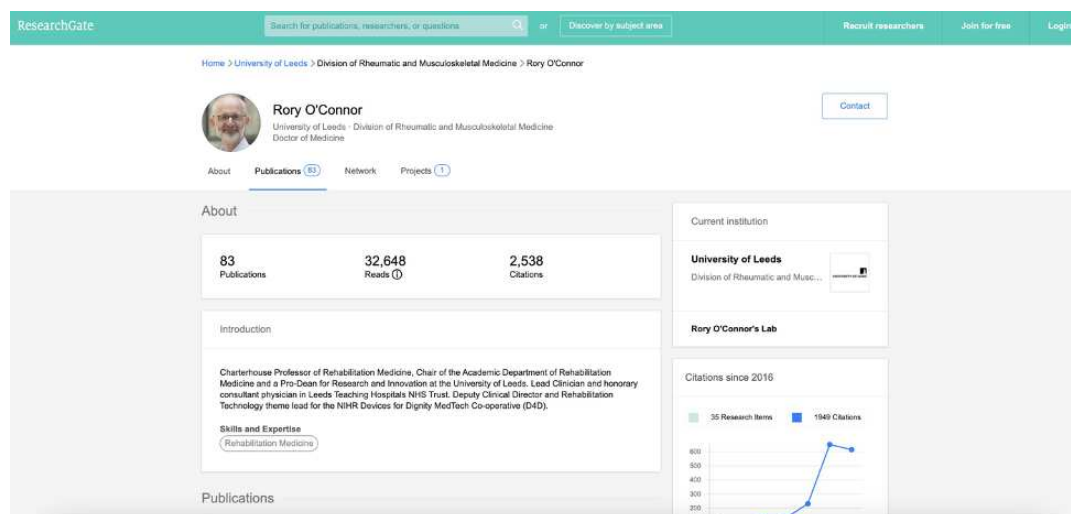 ResearchGate
Search for publications, researchers, or questions
or
Discover by subject area
Recruit researchers
Join for free
Login
Home > University of Leeds > Division of Rheumatic and Musculoskeletal Medicine > Rory O'Connor
Rory O'Connor
University of Leeds · Division of Rheumatic and Musculoskeletal Medicine
Doctor of Medicine
Contact
About
Publications 83
Network
Projects 1
About
83
Publications
32,648
Reads
2,538
Citations
Introduction
Charterhouse Professor of Rehabilitation Medicine, Chair of the Academic Department of Rehabilitation
Medicine and a Pro-Dean for Research and Innovation at the University of Leeds. Lead Clinician and honorary
consultant physician in Leeds Teaching Hospitals NHS Trust. Deputy Clinical Director and Rehabilitation
Technology theme lead for the NIHR Devices for Dignity MedTech Co-operative (D4D).
Skills and Expertise
Rehabilitation Medicine
Publications
Current institution
University of Leeds
Division of Rheumatic and Musc...
UNIVERSITY OF LEEDS
Rory O'Connor's Lab
Citations since 2016
35 Research Items
1949 Citations
600
500
400
300
200